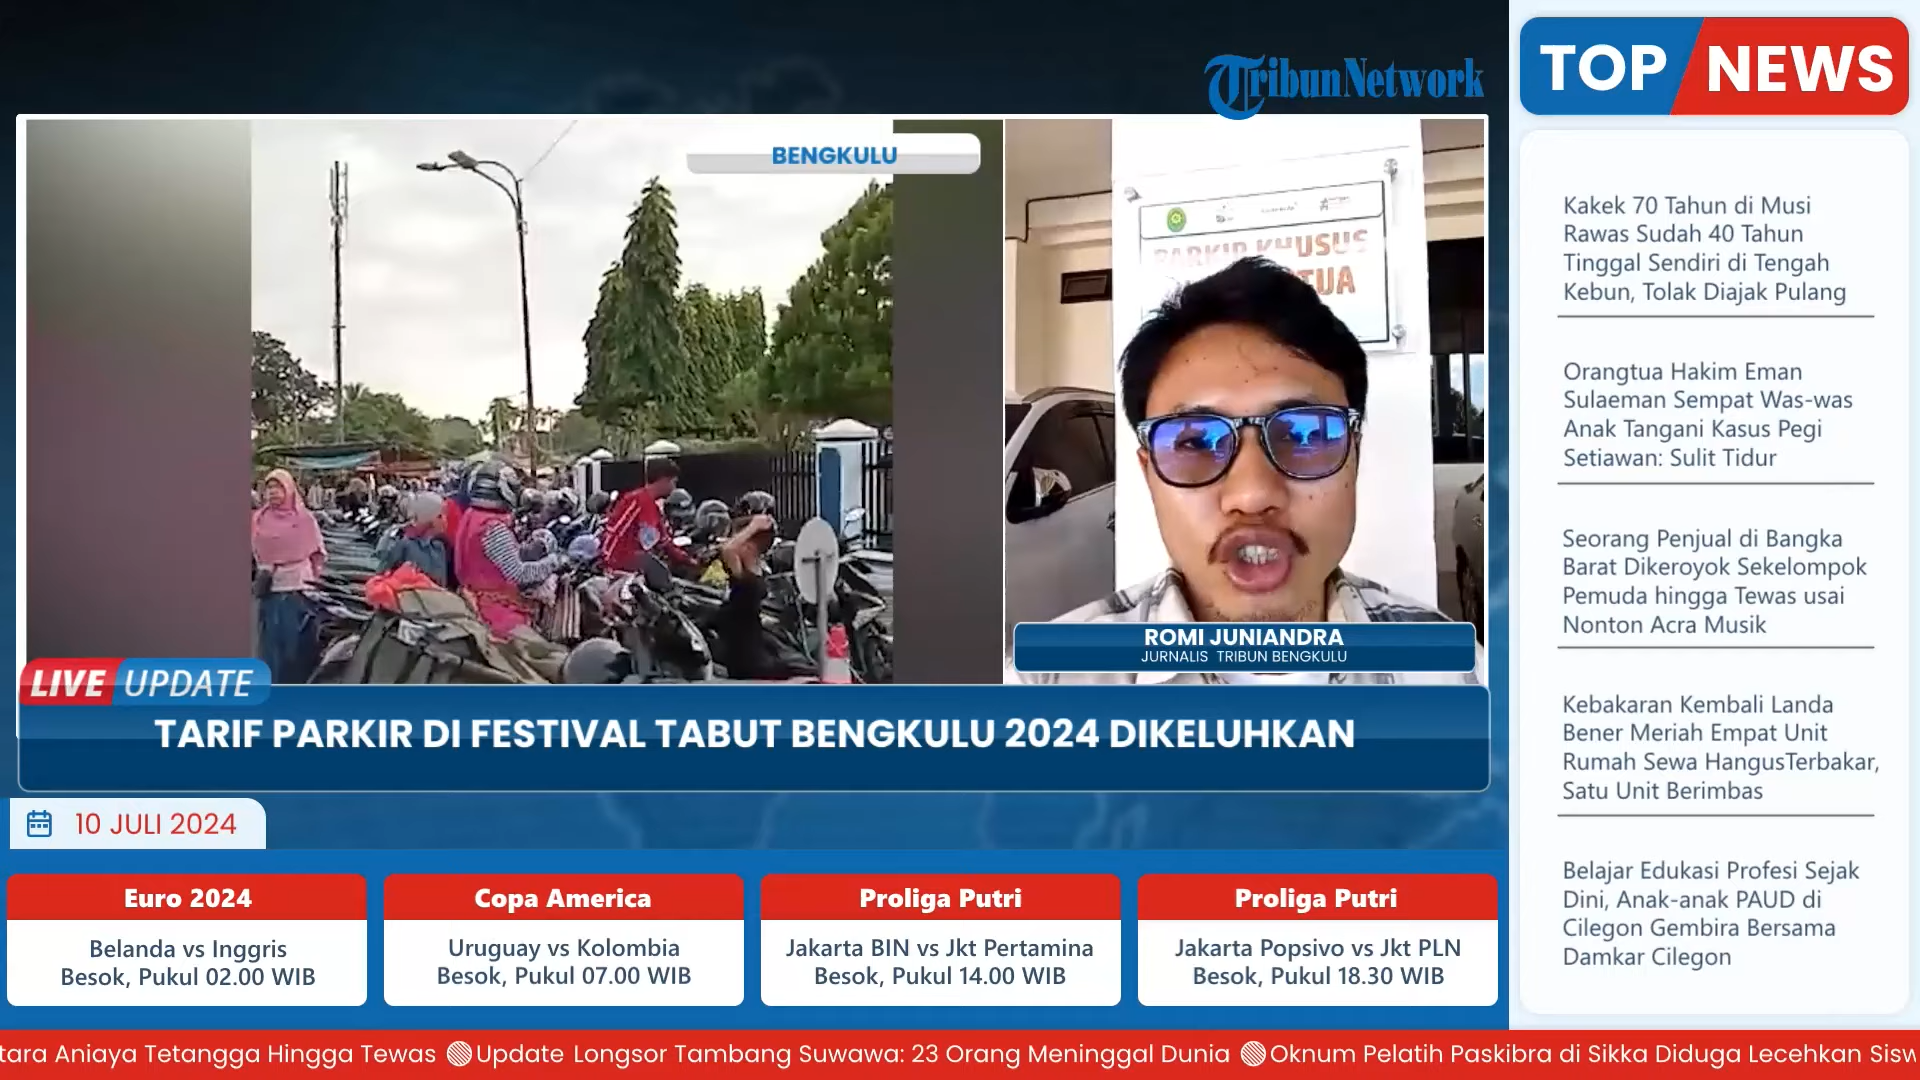 TribunNetwork
TOP NEWS
BENGKULU
PARKIR KHUSUS
Kakek 70 Tahun di Musi
Rawas Sudah 40 Tahun
Tinggal Sendiri di Tengah
Kebun, Tolak Diajak Pulang
Orangtua Hakim Eman
Sulaeman Sempat Was-was
Anak Tangani Kasus Pegi
Setiawan: Sulit Tidur
Seorang Penjual di Bangka
Barat Dikeroyok Sekelompok
Pemuda hingga Tewas usai
Nonton Acra Musik
Kebakaran Kembali Landa
Bener Meriah Empat Unit
Rumah Sewa HangusTerbakar,
Satu Unit Berimbas
Belajar Edukasi Profesi Sejak
Dini, Anak-anak PAUD di
Cilegon Gembira Bersama
Damkar Cilegon
ROMI JUNIANDRA
JURNALIS TRIBUN BENGKULU
LIVE UPDATE
TARIF PARKIR DI FESTIVAL TABUT BENGKULU 2024 DIKELUHKAN
10 JULI 2024
Euro 2024
Belanda vs Inggris
Besok, Pukul 02.00 WIB
Copa America
Uruguay vs Kolombia
Besok, Pukul 07.00 WIB
Proliga Putri
Jakarta BIN vs Jkt Pertamina
Besok, Pukul 14.00 WIB
Proliga Putri
Jakarta Popsivo vs Jkt PLN
Besok, Pukul 18.30 WIB
tara Aniaya Tetangga Hingga Tewas Update Longsor Tambang Suwawa: 23 Orang Meninggal Dunia Oknum Pelatih Paskibra di Sikka Diduga Lecehkan Sisw